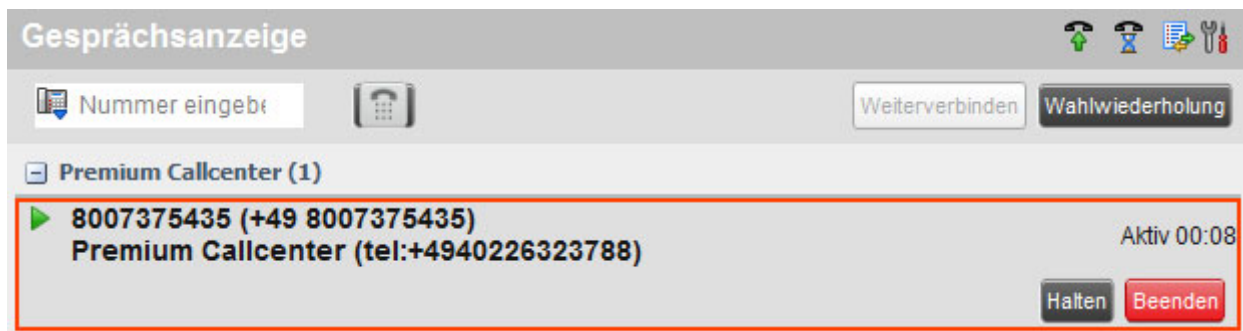 Gesprächsanzeige
Nummer eingebe
Weiterverbinden Wahlwiederholung
Premium Callcenter (1)
8007375435 (+49 8007375435)
Premium Callcenter (tel:+4940226323788)
Aktiv 00:08
Halten Beenden